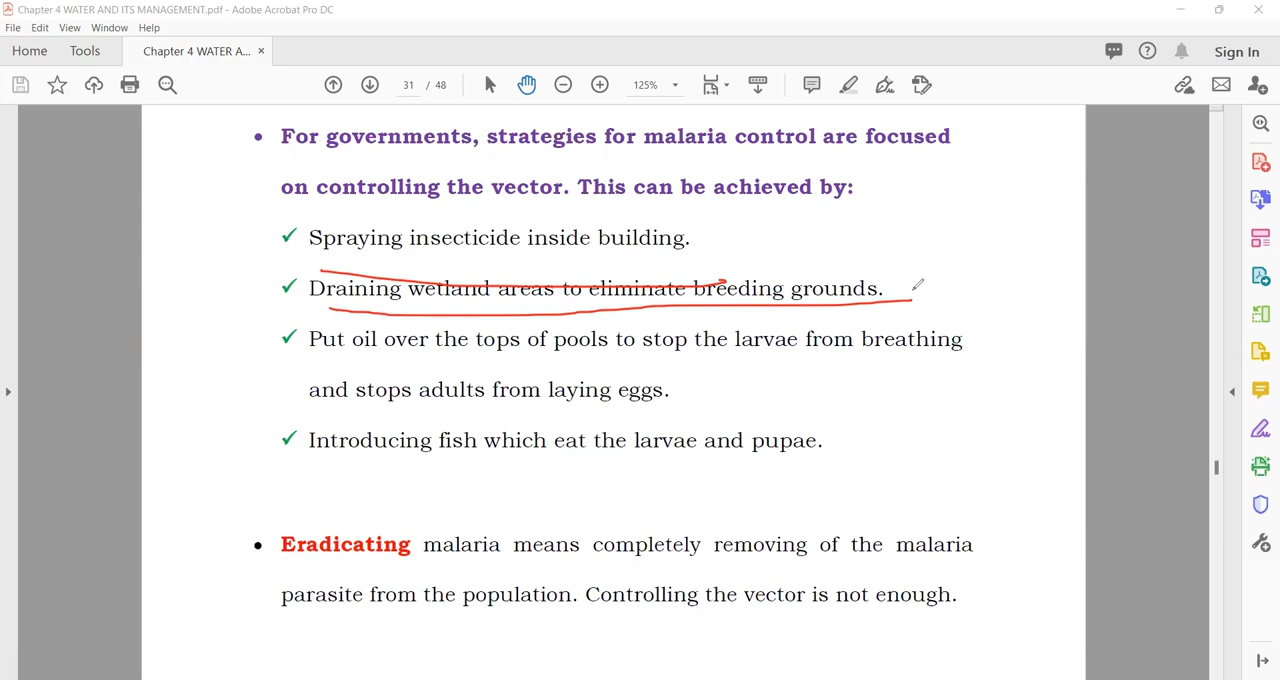 Chapter 4 WATER AND ITS MANAGEMENT.pdf - Adobe Acrobat Pro DC
File Edit View Window Help
Home Tools Chapter 4 WATER A... × Sign In
31 / 48 125%
• For governments, strategies for malaria control are focused
on controlling the vector. This can be achieved by:
✓ Spraying insecticide inside building.
✓ Draining wetland areas to eliminate breeding grounds.
✓ Put oil over the tops of pools to stop the larvae from breathing
and stops adults from laying eggs.
✓ Introducing fish which eat the larvae and pupae.
• Eradicating malaria means completely removing of the malaria
parasite from the population. Controlling the vector is not enough.